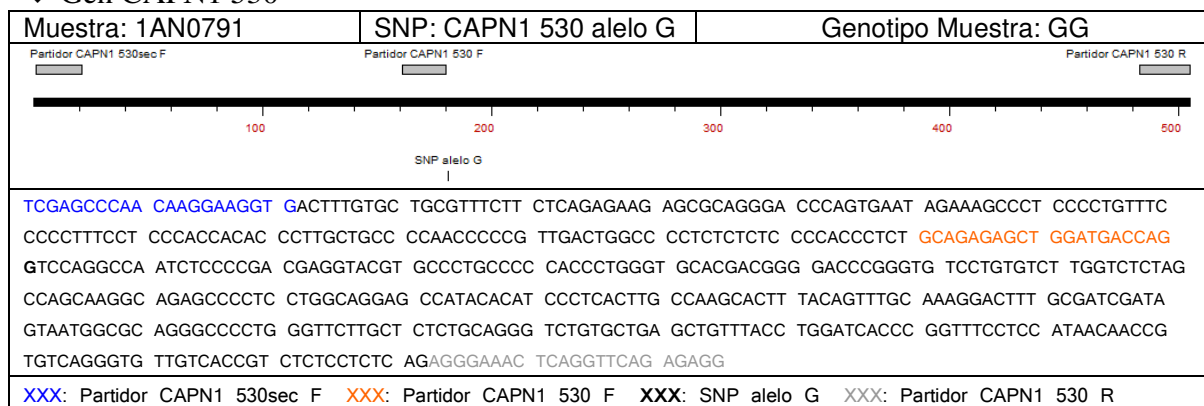 Muestra: 1AN0791 SNP: CAPN1 530 alelo G Genotipo Muestra: GG
Partidor CAPN1 530sec F Partidor CAPN1 530 F Partidor CAPN1 530 R
100 200 300 400 500
SNP alelo G
TCGAGCCCAA CAAGGAAGGT GACTTTGTGC TGCGTTTCTT CTCAGAGAAG AGCGCAGGGA CCCAGTGAAT AGAAAGCCCT CCCCTGTTTC
CCCCTTTCCT CCCACCACAC CCTTGCTGCC CCAACCCCCG TTGACTGGCC CCTCTCTCTC CCCACCCTCT GCAGAGAGCT GGATGACCAG
GTCCAGGCCA ATCTCCCCGA CGAGGTACGT GCCCTGCCCC CACCCTGGGT GCACGACGGG GACCCGGGTG TCCTGTGTCT TGGTCTCTAG
CCAGCAAGGC AGAGCCCCTC CTGGCAGGAG CCATACACAT CCCTCACTTG CCAAGCACTT TACAGTTTGC AAAGGACTTT GCGATCGATA
GTAATGGCGC AGGGCCCCTG GGTTCTTGCT CTCTGCAGGG TCTGTGCTGA GCTGTTTACC TGGATCACCC GGTTTCCTCC ATAACAACCG
TGTCAGGGTG TTGTCACCGT CTCTCCTCTC AGAGGGAAAC TCAGGTTCAG AGAGG
XXX: Partidor CAPN1 530sec F XXX: Partidor CAPN1 530 F XXX: SNP alelo G XXX: Partidor CAPN1 530 R